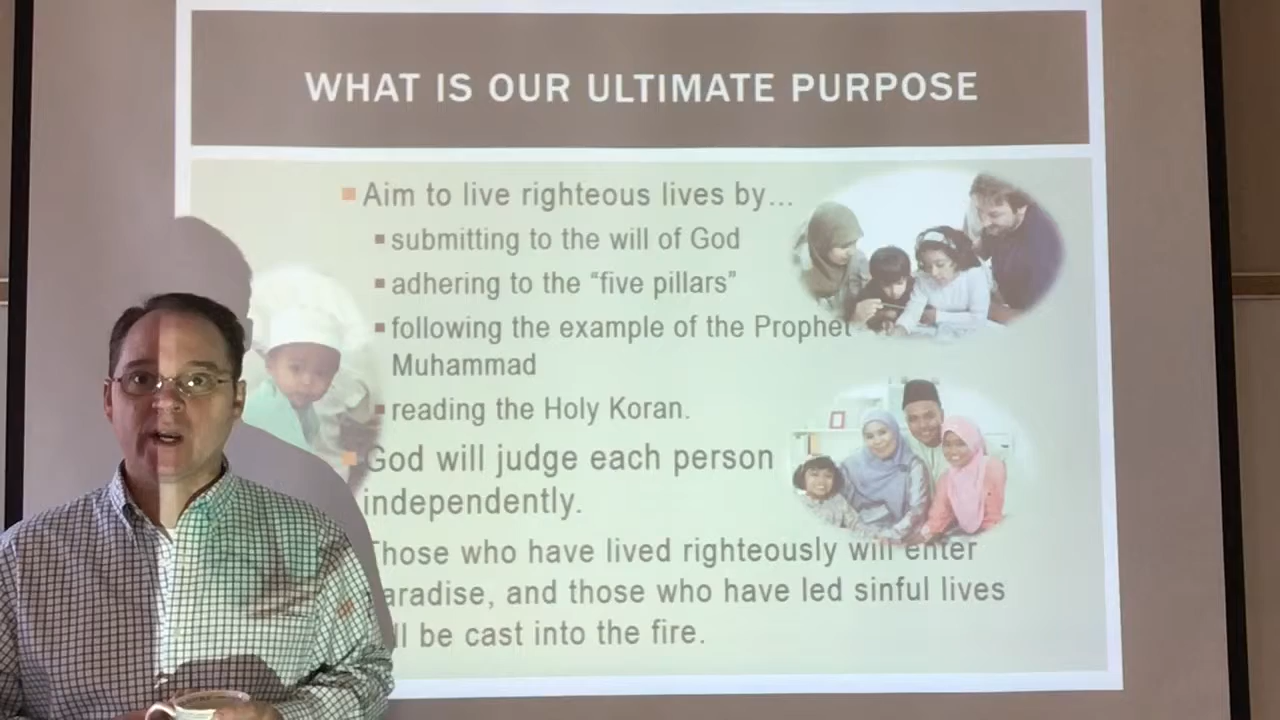 WHAT IS OUR ULTIMATE PURPOSE
Aim to live righteous lives by...
submitting to the will of God
adhering to the “five pillars”
following the example of the Prophet
Muhammad
reading the Holy Koran.
God will judge each person
independently.
Those who have lived righteously will enter
aradise, and those who have led sinful lives
ll be cast into the fire.